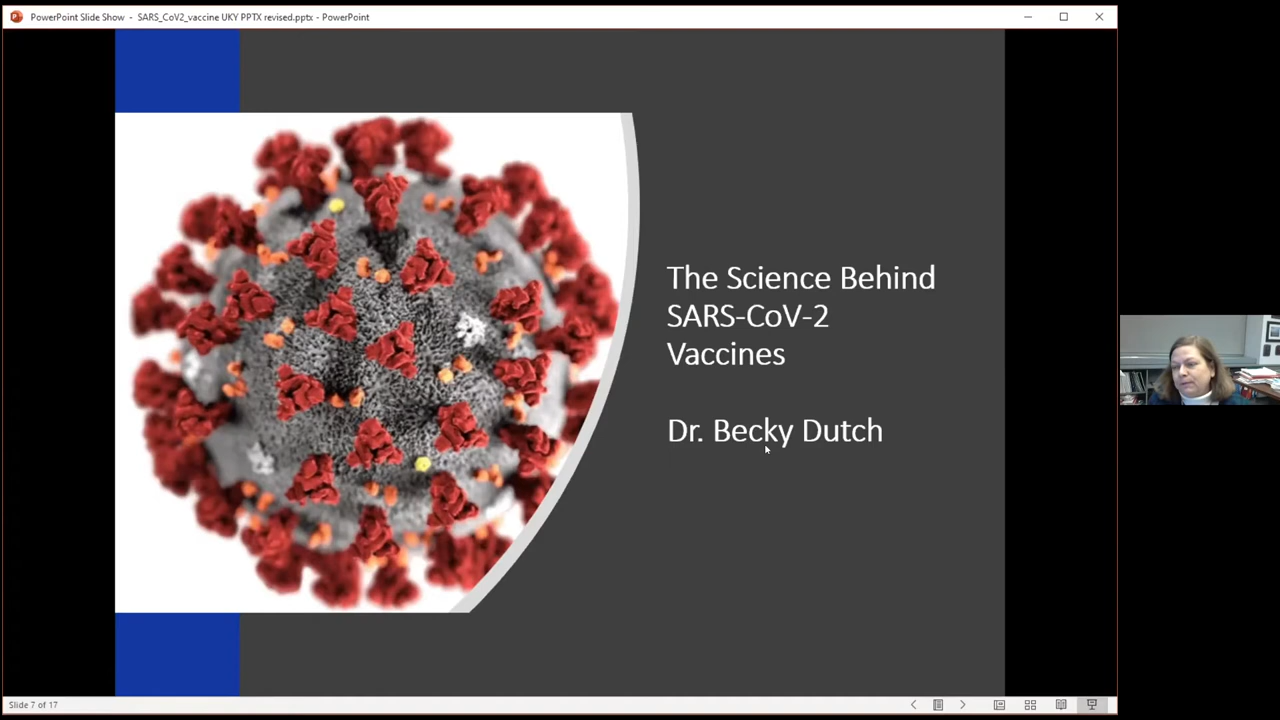 PowerPoint Slide Show - SARS_CoV2_vaccine UKY PPTX revised.pptx - PowerPoint
The Science Behind
SARS-CoV-2
Vaccines
Dr. Becky Dutch
Slide 7 of 17